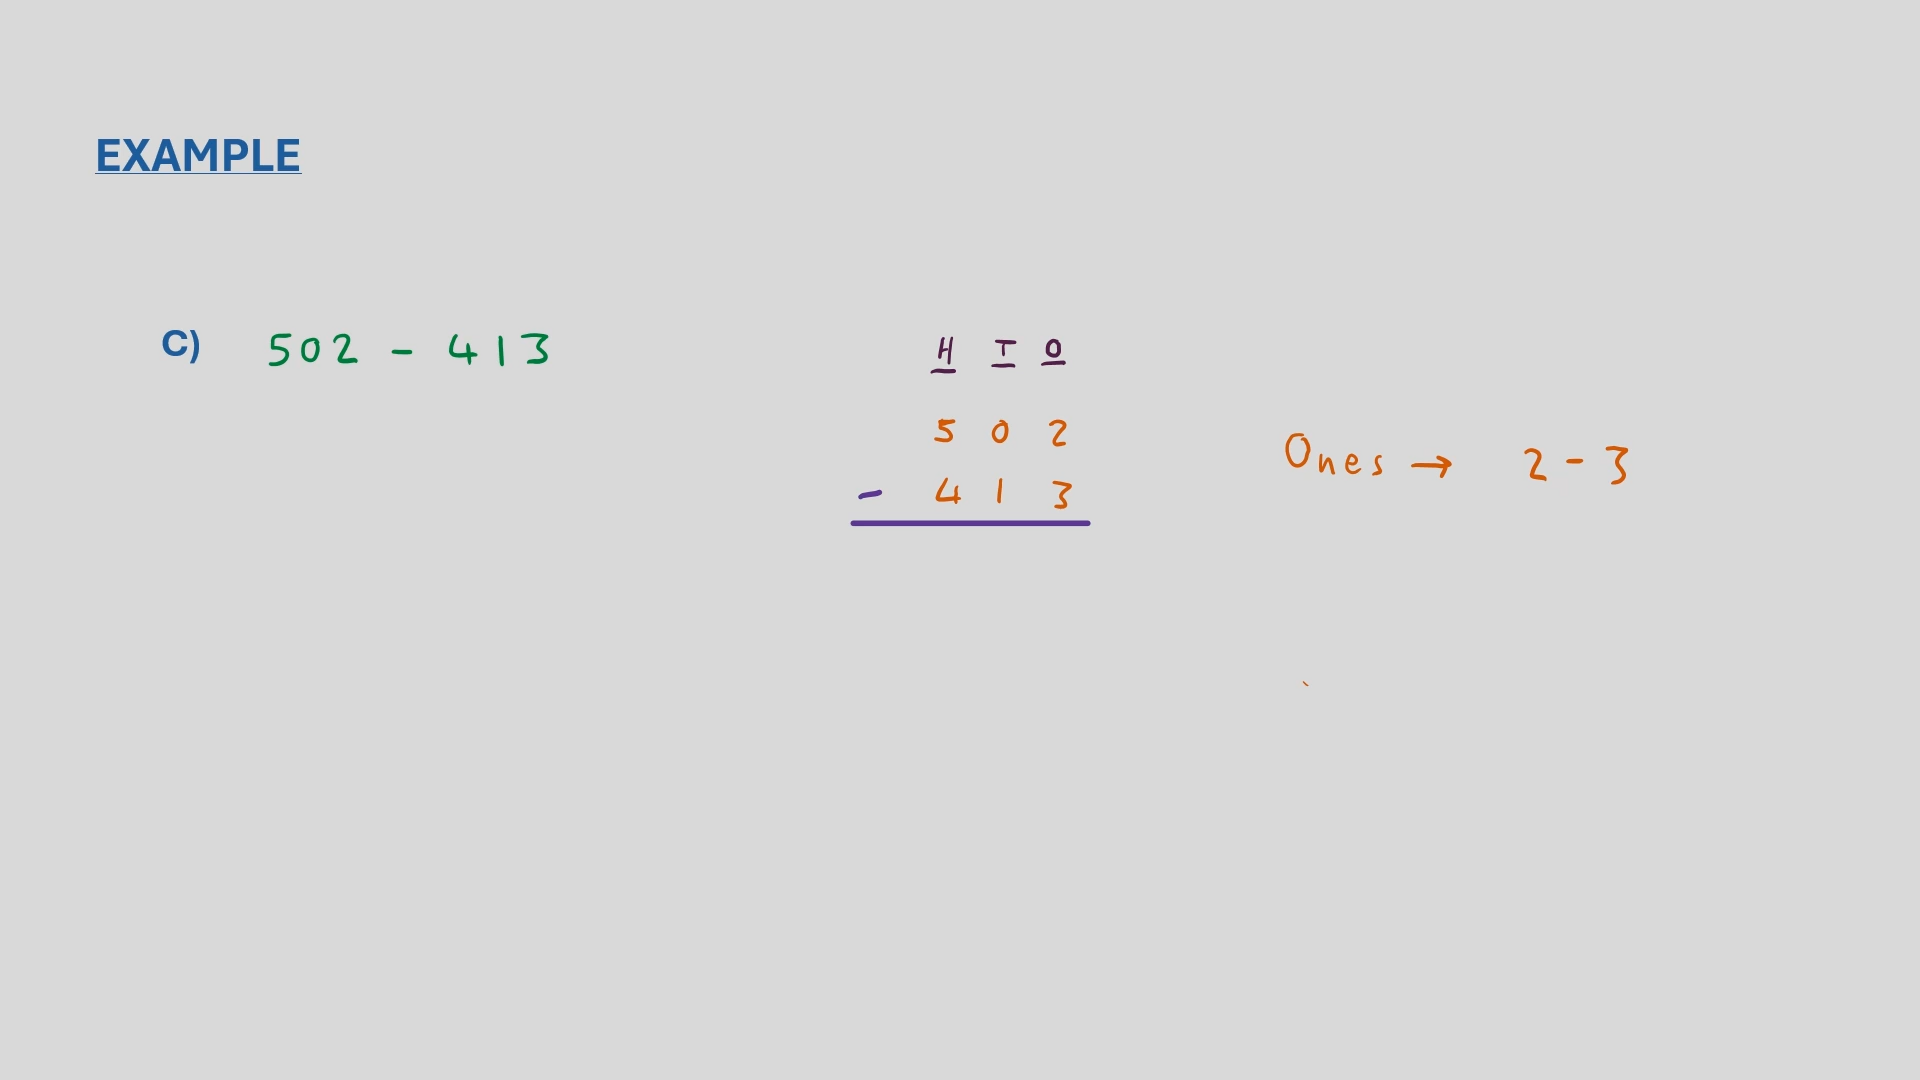 EXAMPLE
C) 502 - 413
H T O
5 0 2
- 4 1 3
Ones → 2 - 3